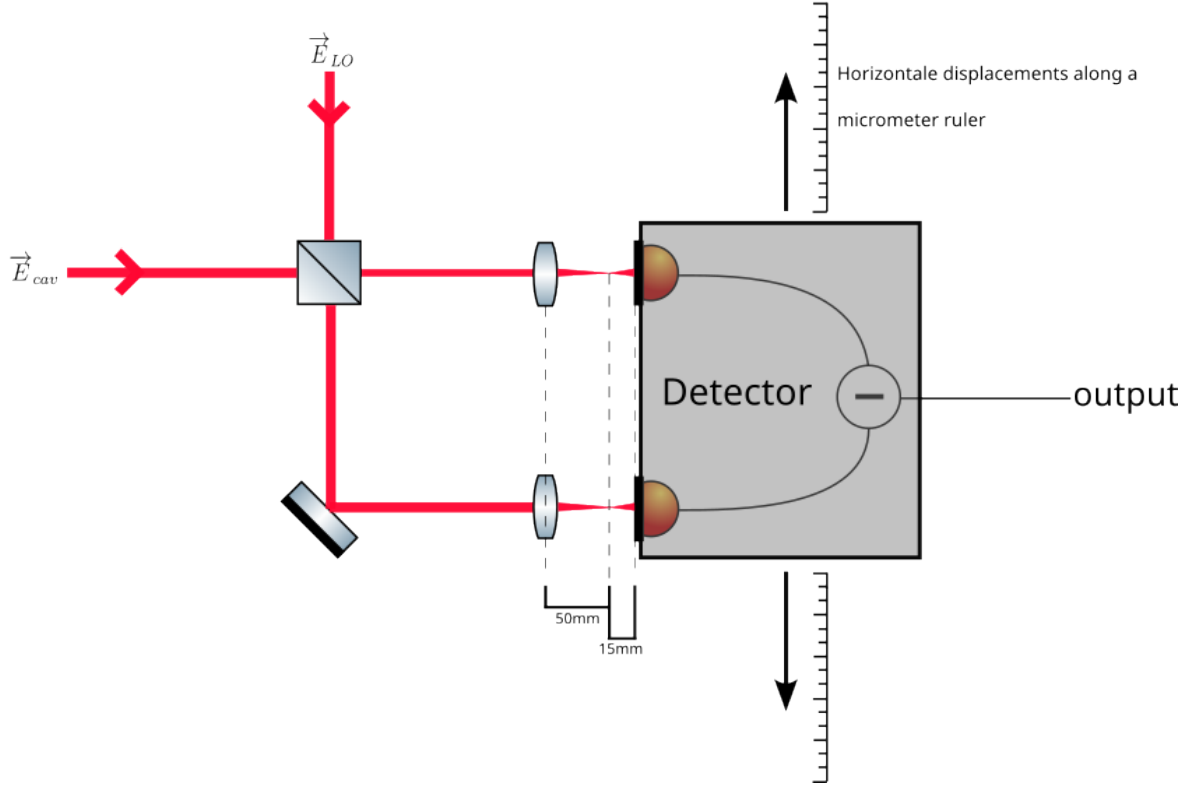 E LO
Horizontale displacements along a
micrometer ruler
E cav
Detector
−
output
50mm
15mm